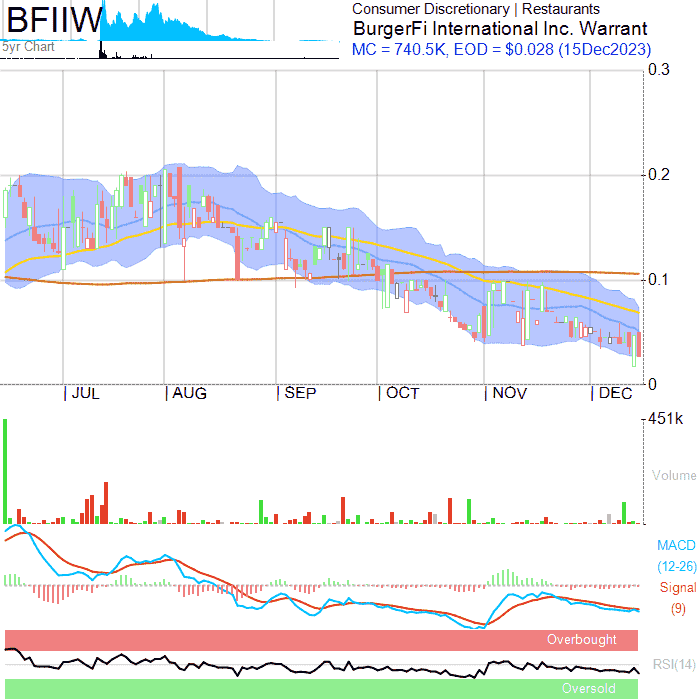 BFIIW
5yr Chart
Consumer Discretionary | Restaurants
BurgerFi International Inc. Warrant
MC = 740.5K, EOD = $0.028 (15Dec2023)
0.3
0.2
0.1
0
JUL AUG SEP OCT NOV DEC
451k
Volume
MACD
(12-26)
Signal
(9)
Overbought
RSI(14)
Oversold